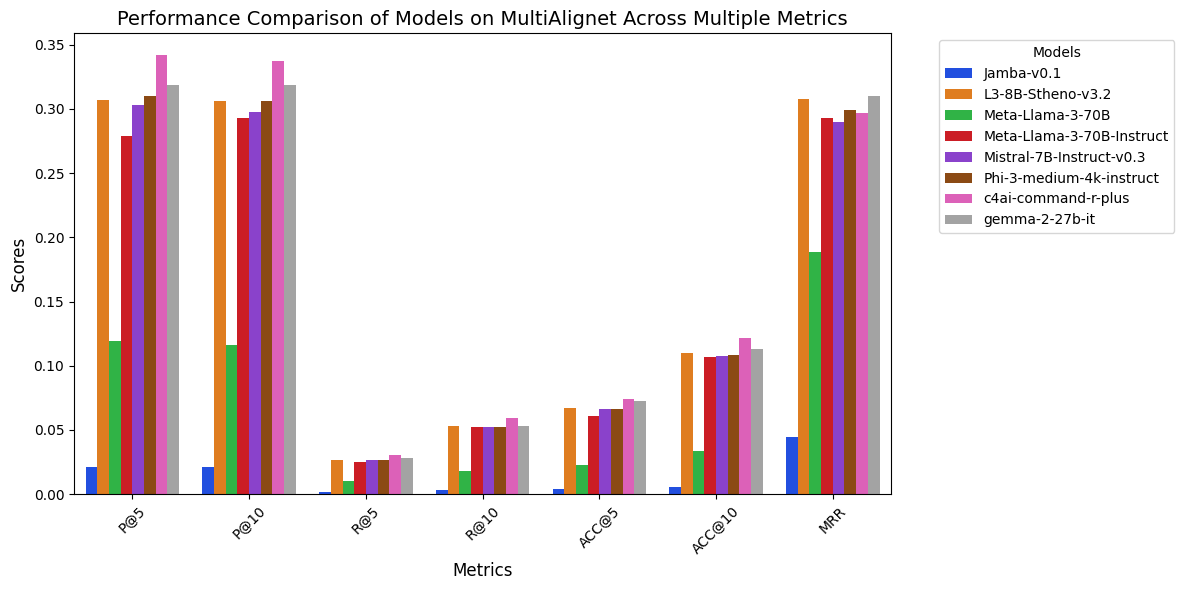 Performance Comparison of Models on MultiAlignet Across Multiple Metrics
Scores
0.35
0.30
0.25
0.20
0.15
0.10
0.05
0.00
P@5
P@10
R@5
R@10
ACC@5
ACC@10
MRR
Metrics
Models
Jamba-v0.1
L3-8B-Stheno-v3.2
Meta-Llama-3-70B
Meta-Llama-3-70B-Instruct
Mistral-7B-Instruct-v0.3
Phi-3-medium-4k-instruct
c4ai-command-r-plus
gemma-2-27b-it